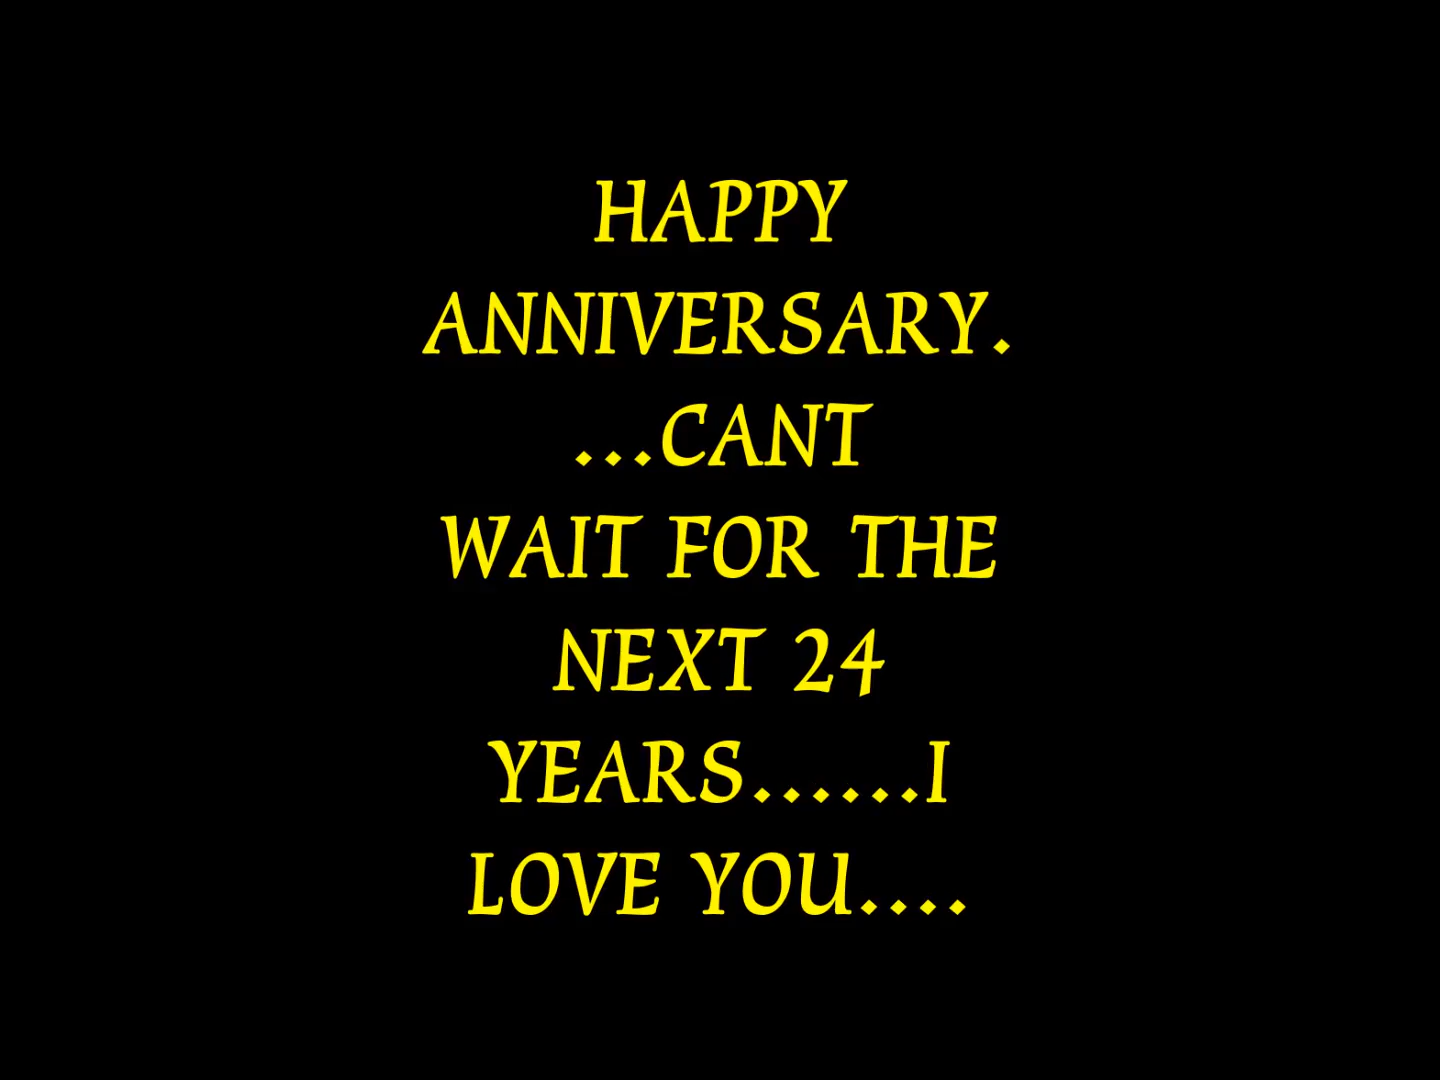 HAPPY
ANNIVERSARY.
...CANT
WAIT FOR THE
NEXT 24
YEARS......I
LOVE YOU....